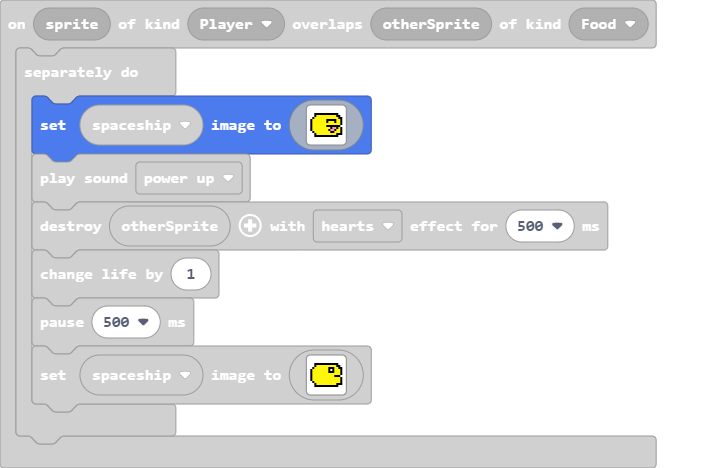 on sprite of kind Player overlaps otherSprite of kind Food
separately do
set spaceship image to
play sound power up
destroy otherSprite with hearts effect for 500 ms
change life by 1
pause 500 ms
set spaceship image to